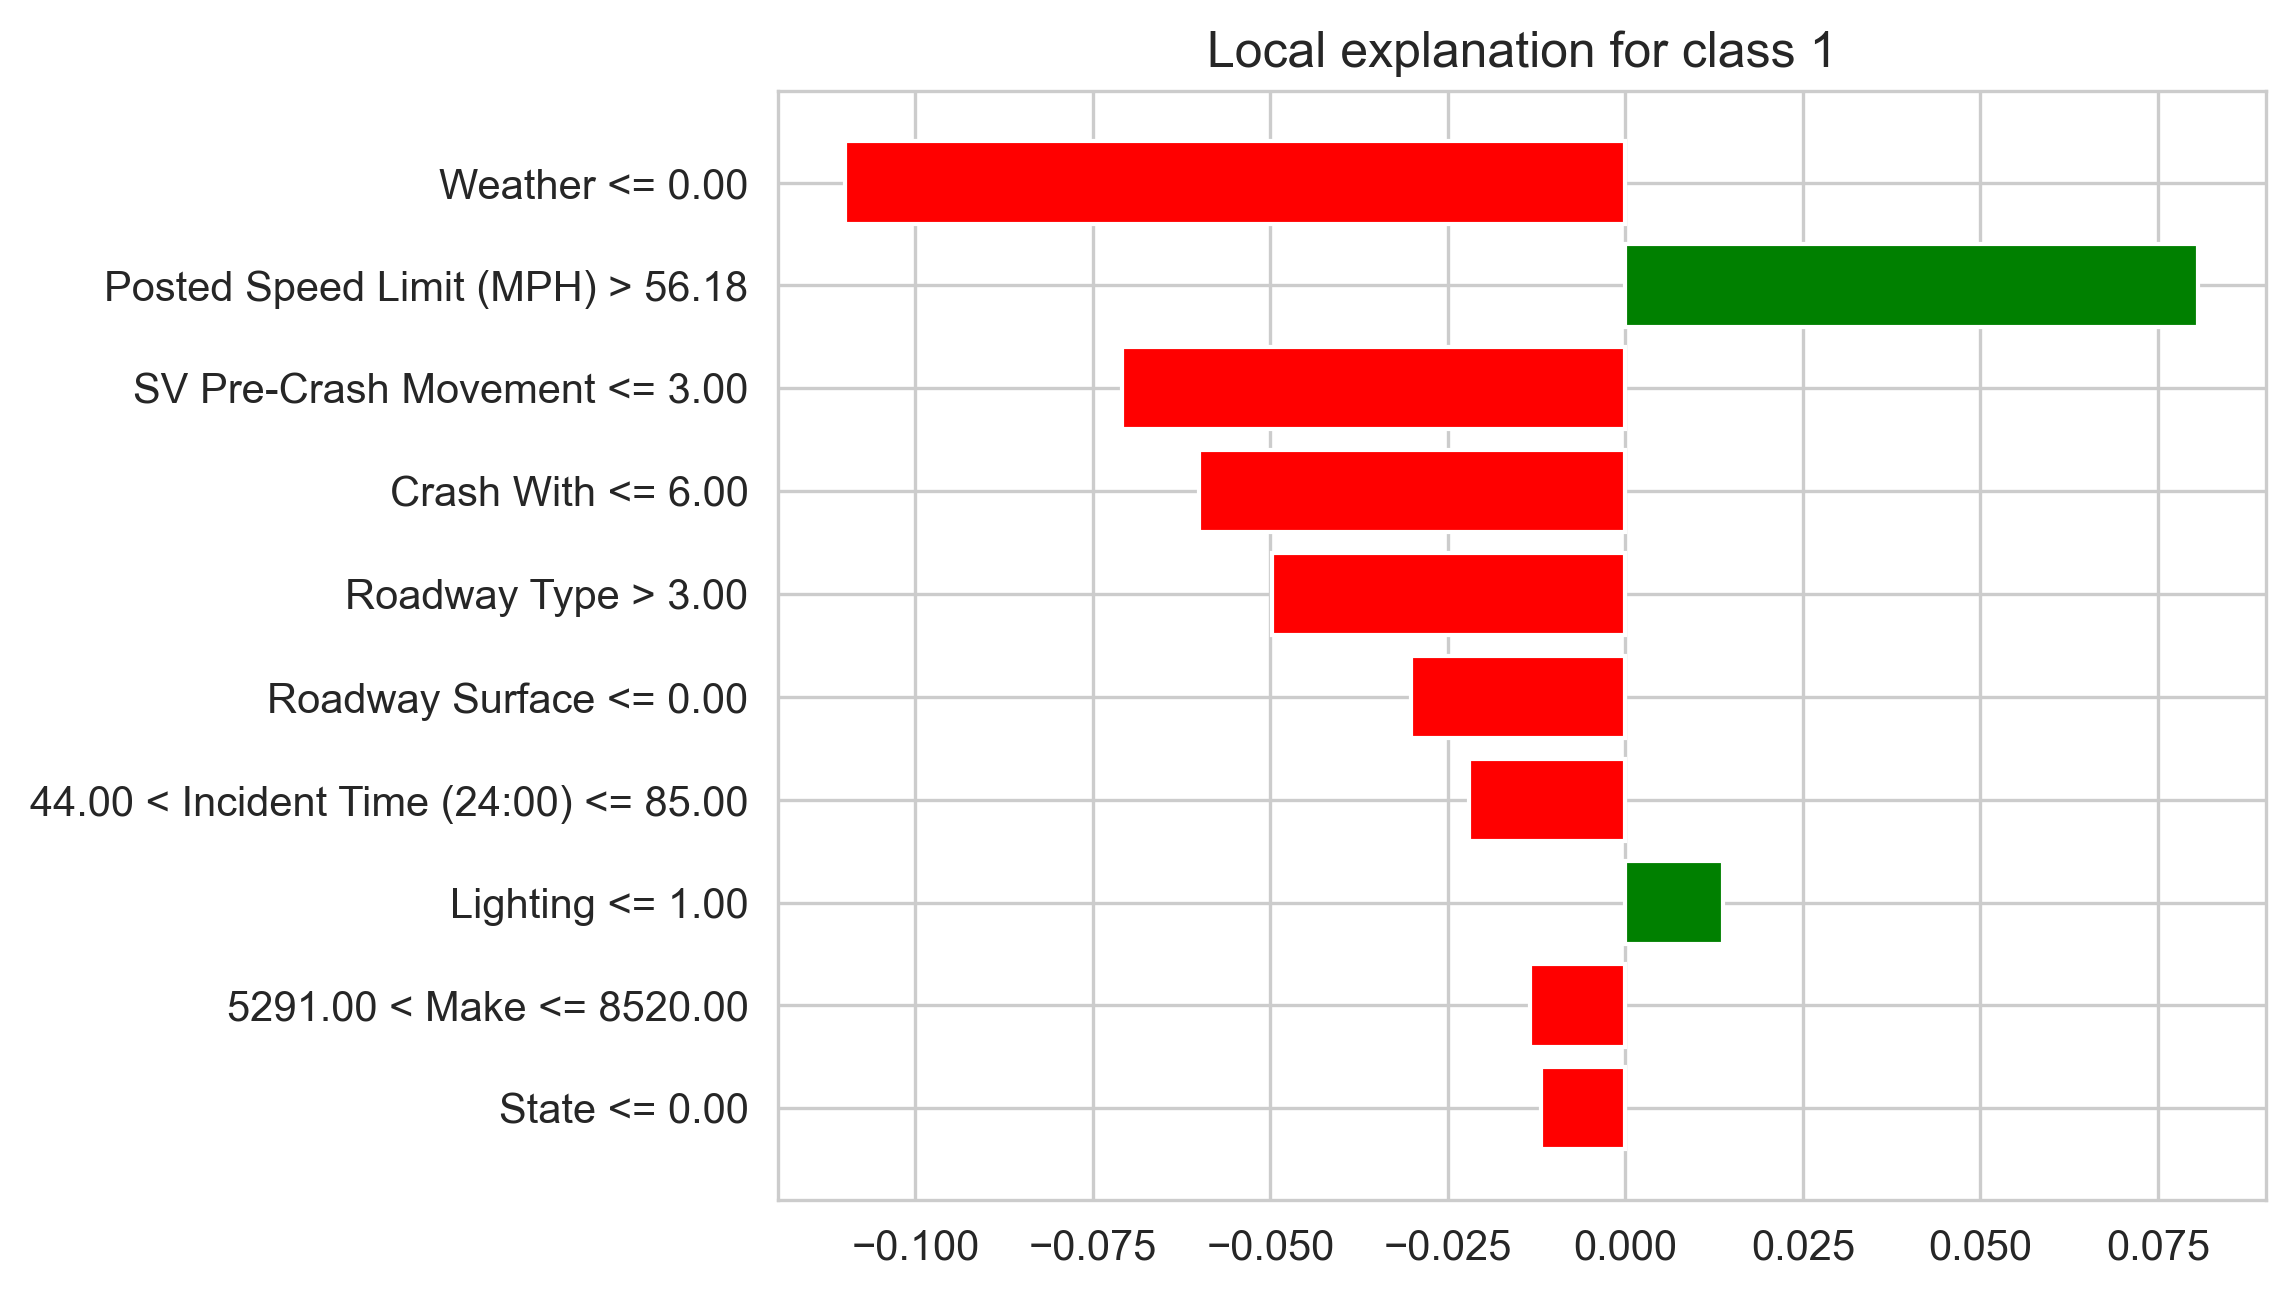 Local explanation for class 1
Weather <= 0.00
Posted Speed Limit (MPH) > 56.18
SV Pre-Crash Movement <= 3.00
Crash With <= 6.00
Roadway Type > 3.00
Roadway Surface <= 0.00
44.00 < Incident Time (24:00) <= 85.00
Lighting <= 1.00
5291.00 < Make <= 8520.00
State <= 0.00
−0.100 −0.075 −0.050 −0.025 0.000 0.025 0.050 0.075